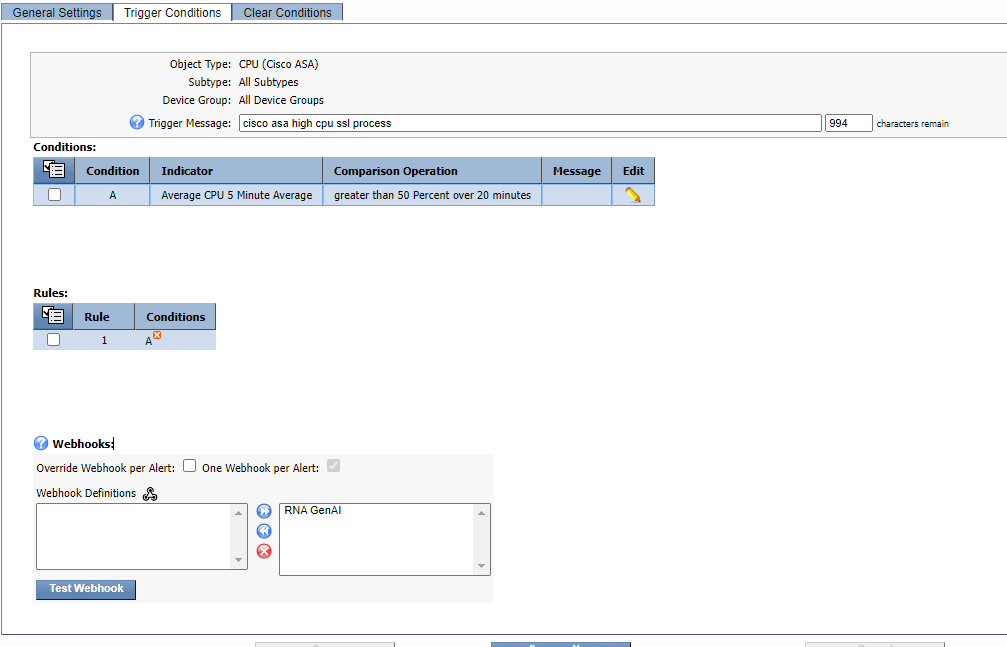 General Settings Trigger Conditions Clear Conditions
Object Type: CPU (Cisco ASA)
Subtype: All Subtypes
Device Group: All Device Groups
Trigger Message: cisco asa high cpu ssl process 994 characters remain
Conditions:
Condition Indicator Comparison Operation Message Edit
A Average CPU 5 Minute Average greater than 50 Percent over 20 minutes
Rules:
Rule Conditions
1 A
Webhooks:
Override Webhook per Alert: One Webhook per Alert:
Webhook Definitions
RNA GenAI
Test Webhook